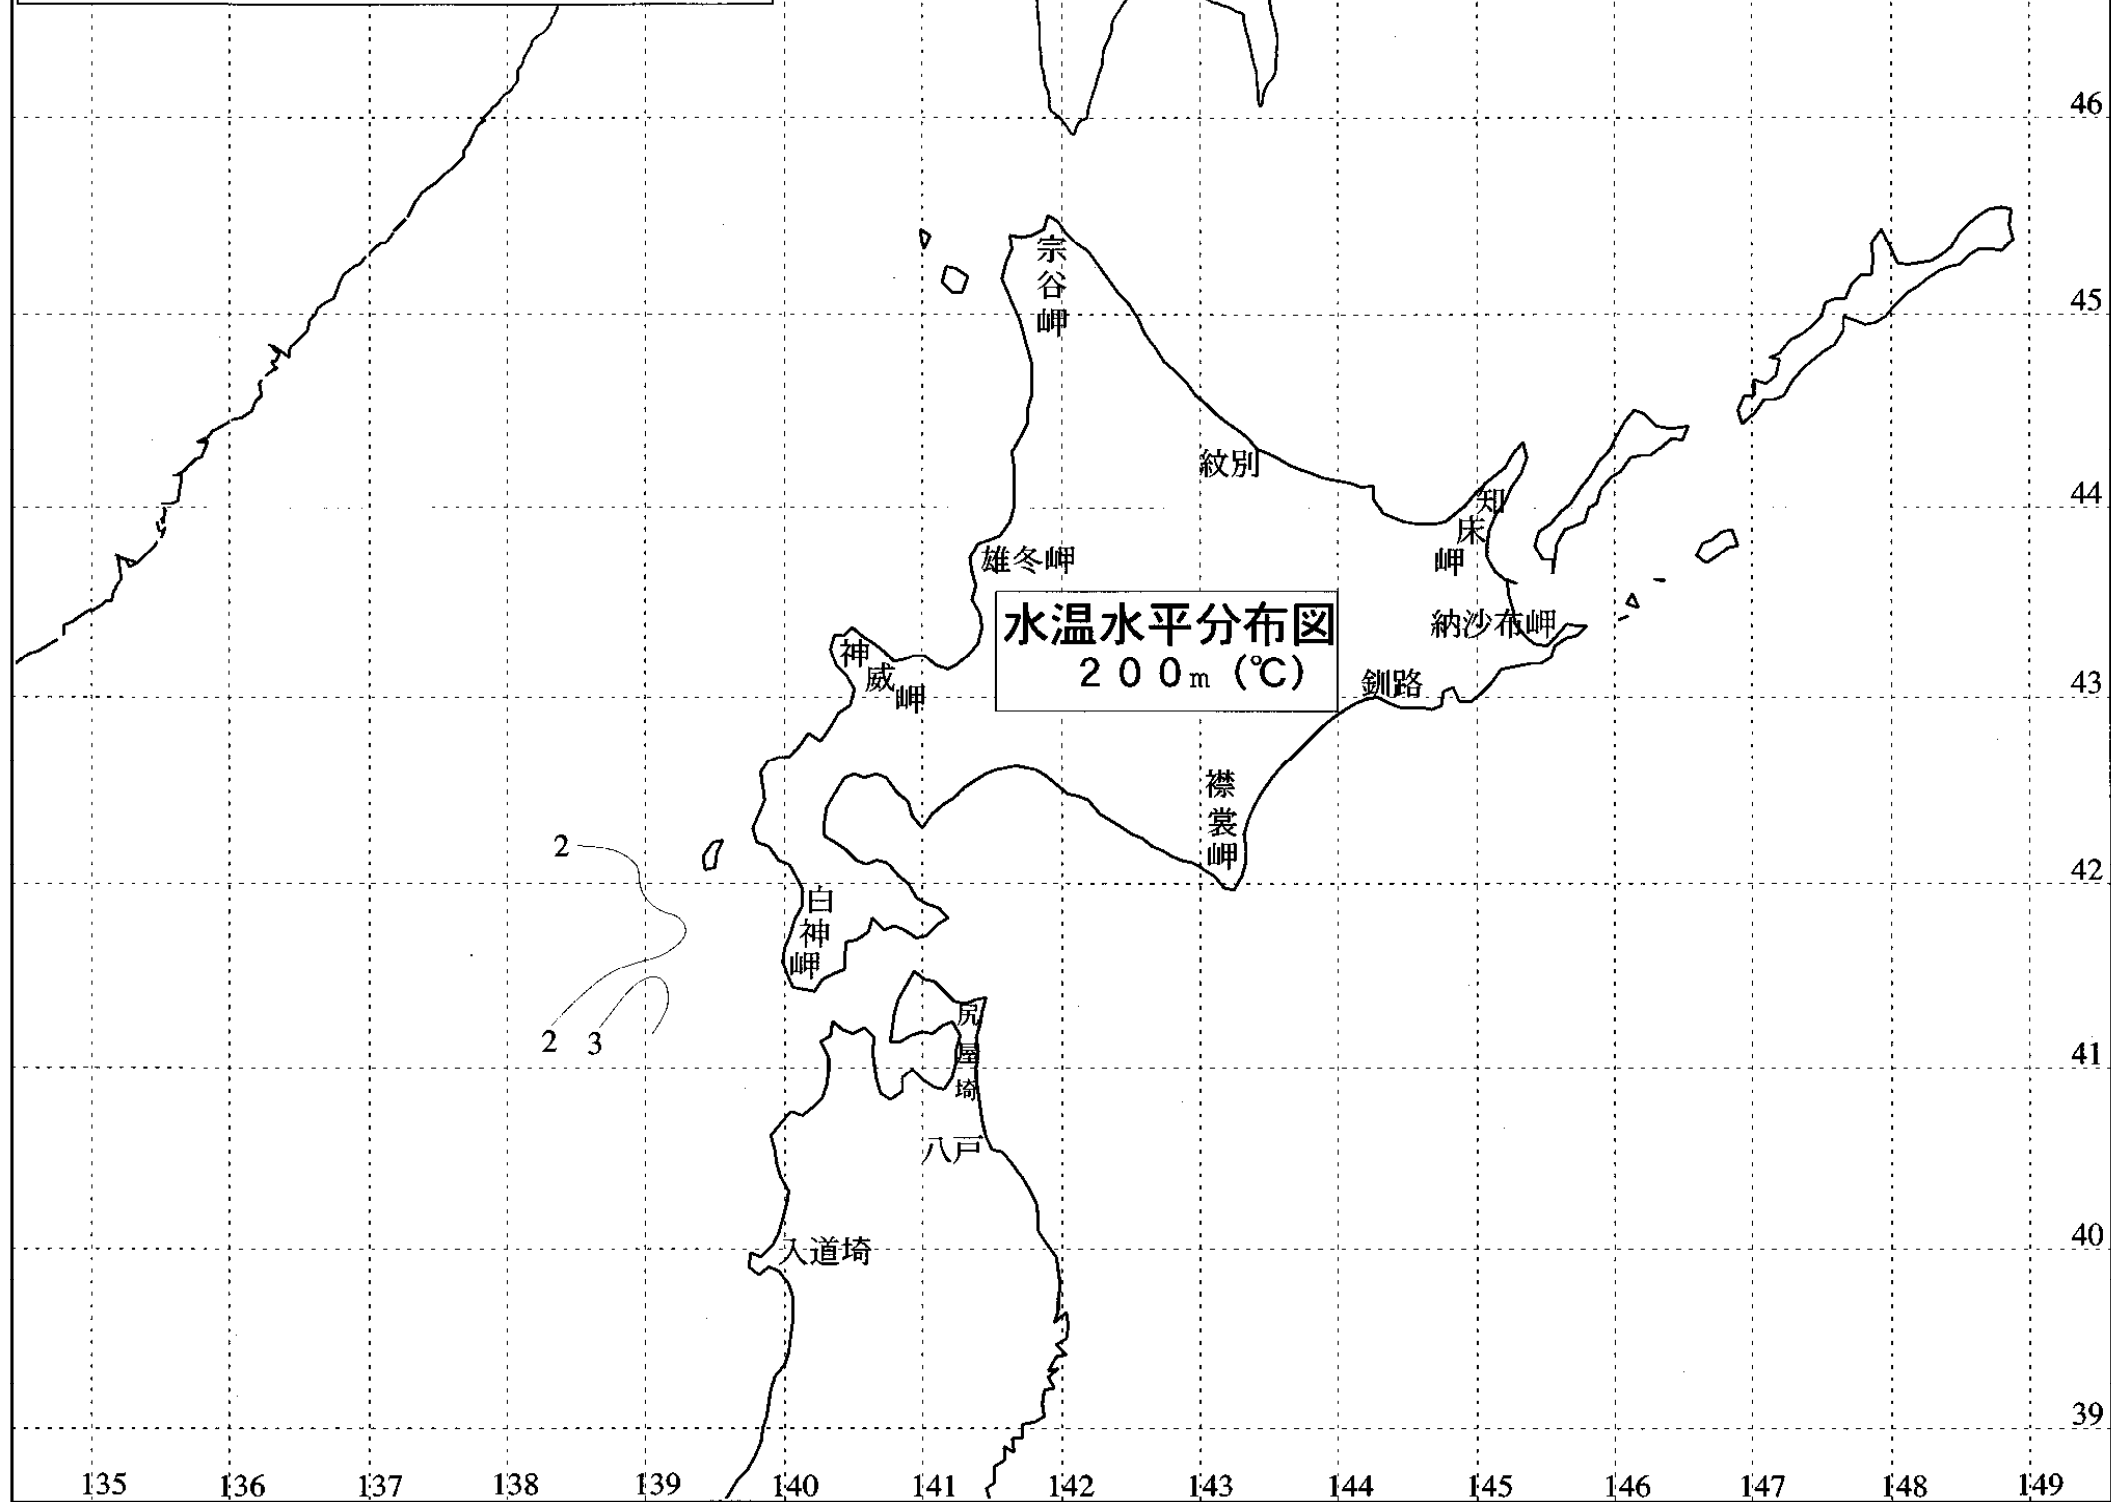 46
宗谷岬
45
紋別
44
知床岬
雄冬岬
水温水平分布図
200m (℃)
納沙布岬
神威岬
釧路
43
襟裳岬
2
42
白神岬
2
3
尻屋埼
41
八戸
入道埼
40
39
135
136
137
138
139
140
141
142
143
144
145
146
147
148
149